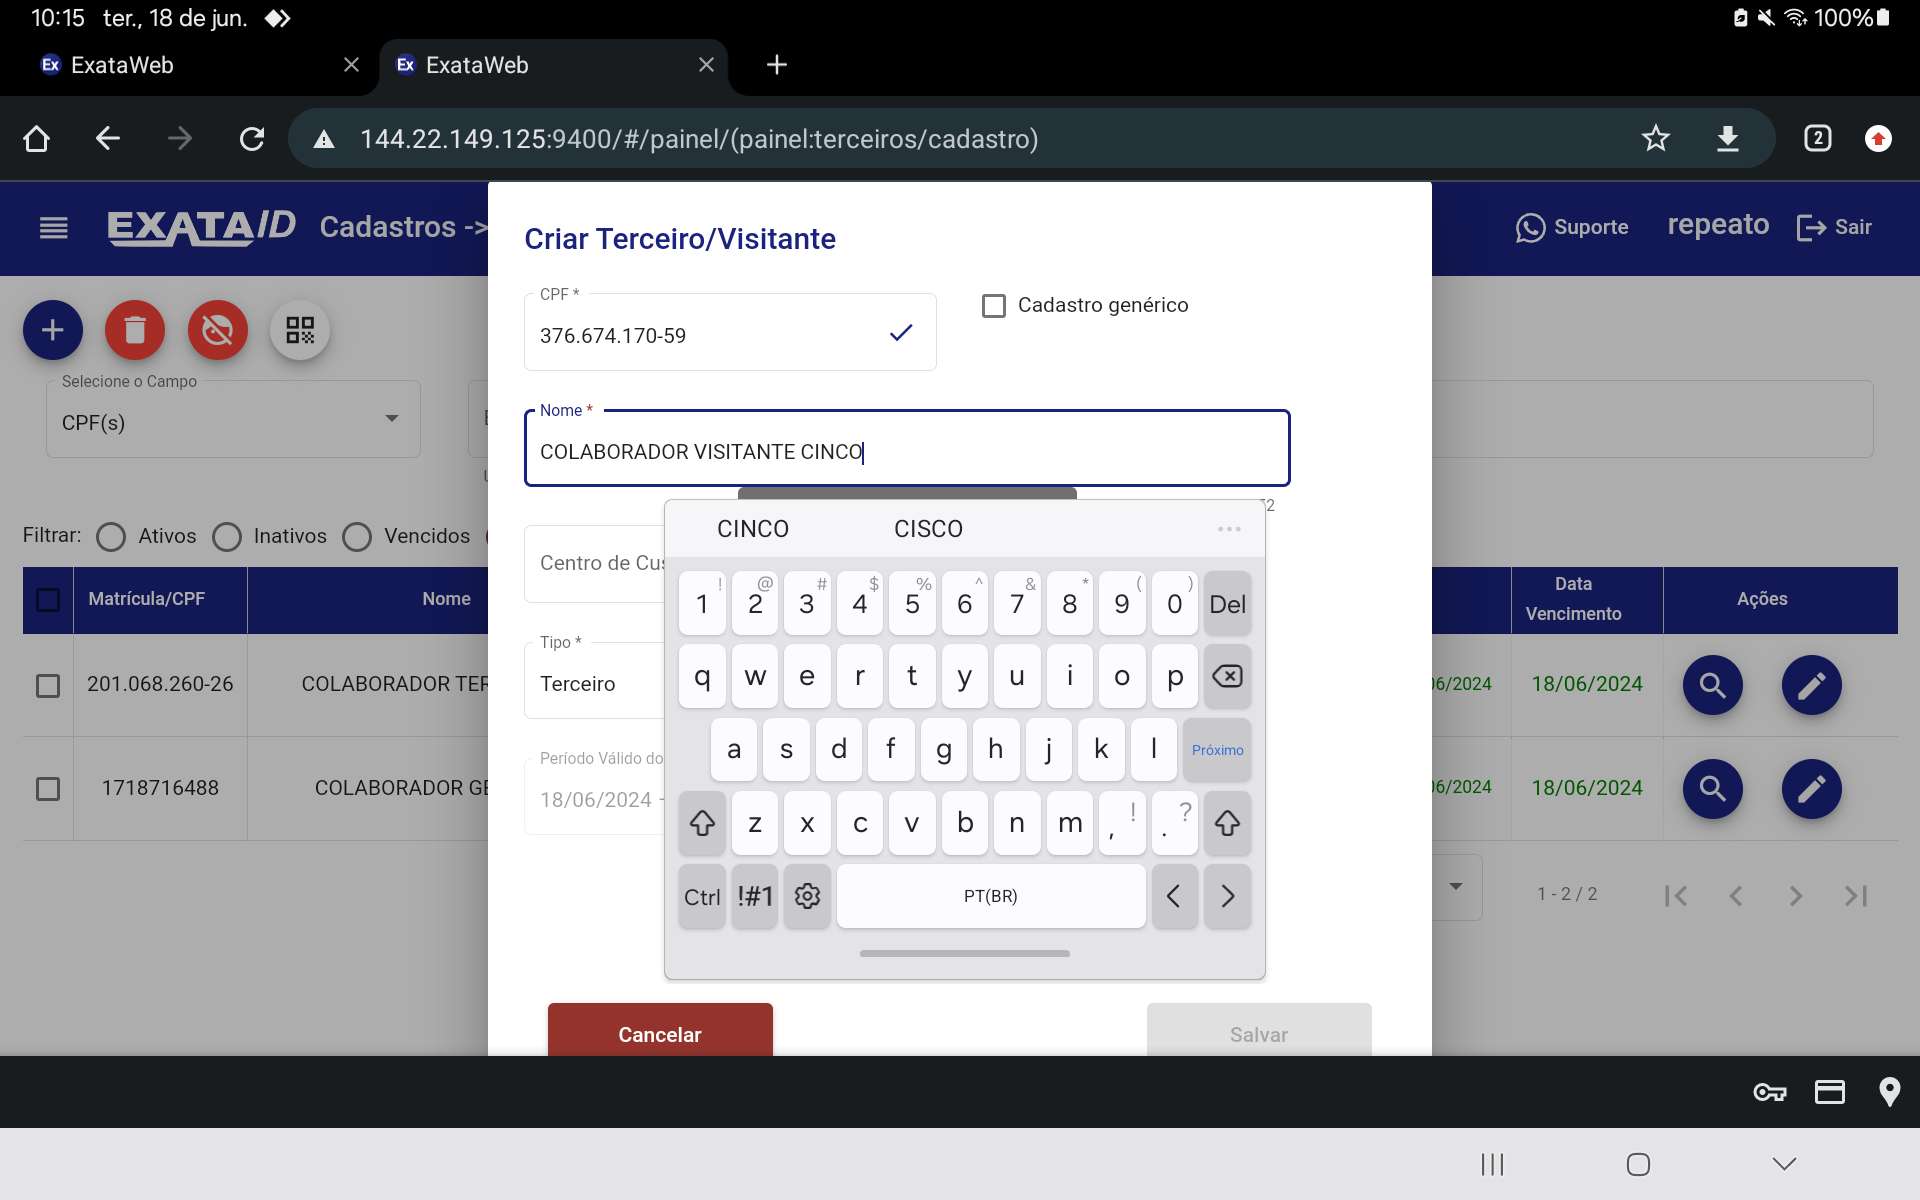 10:15 ter., 18 de jun. 100%
ExataWeb
ExataWeb
144.22.149.125:9400/#/painel/(painel:terceiros/cadastro)
2
EXATA/D Cadastros ->
Suporte repeato Sair
Criar Terceiro/Visitante
CPF *
376.674.170-59
Cadastro genérico
Selecione o Campo
CPF(s)
Nome *
COLABORADOR VISITANTE CINCO
Filtrar: Ativos Inativos Vencidos
Centro de Cus
Matrícula/CPF Nome Data Vencimento Ações
201.068.260-26 COLABORADOR TER 06/2024 18/06/2024
1718716488 COLABORADOR GE 06/2024 18/06/2024
Tipo *
Terceiro
Período Válido do
18/06/2024 -
1 - 2 / 2
CINCO CISCO ...
! @ # $ % ^ & * ( )
1 2 3 4 5 6 7 8 9 0 Del
q w e r t y u i o p
a s d f g h j k l Próximo
z x c v b n m , ! . ?
Ctrl !#1 PT(BR) < >
Cancelar Salvar